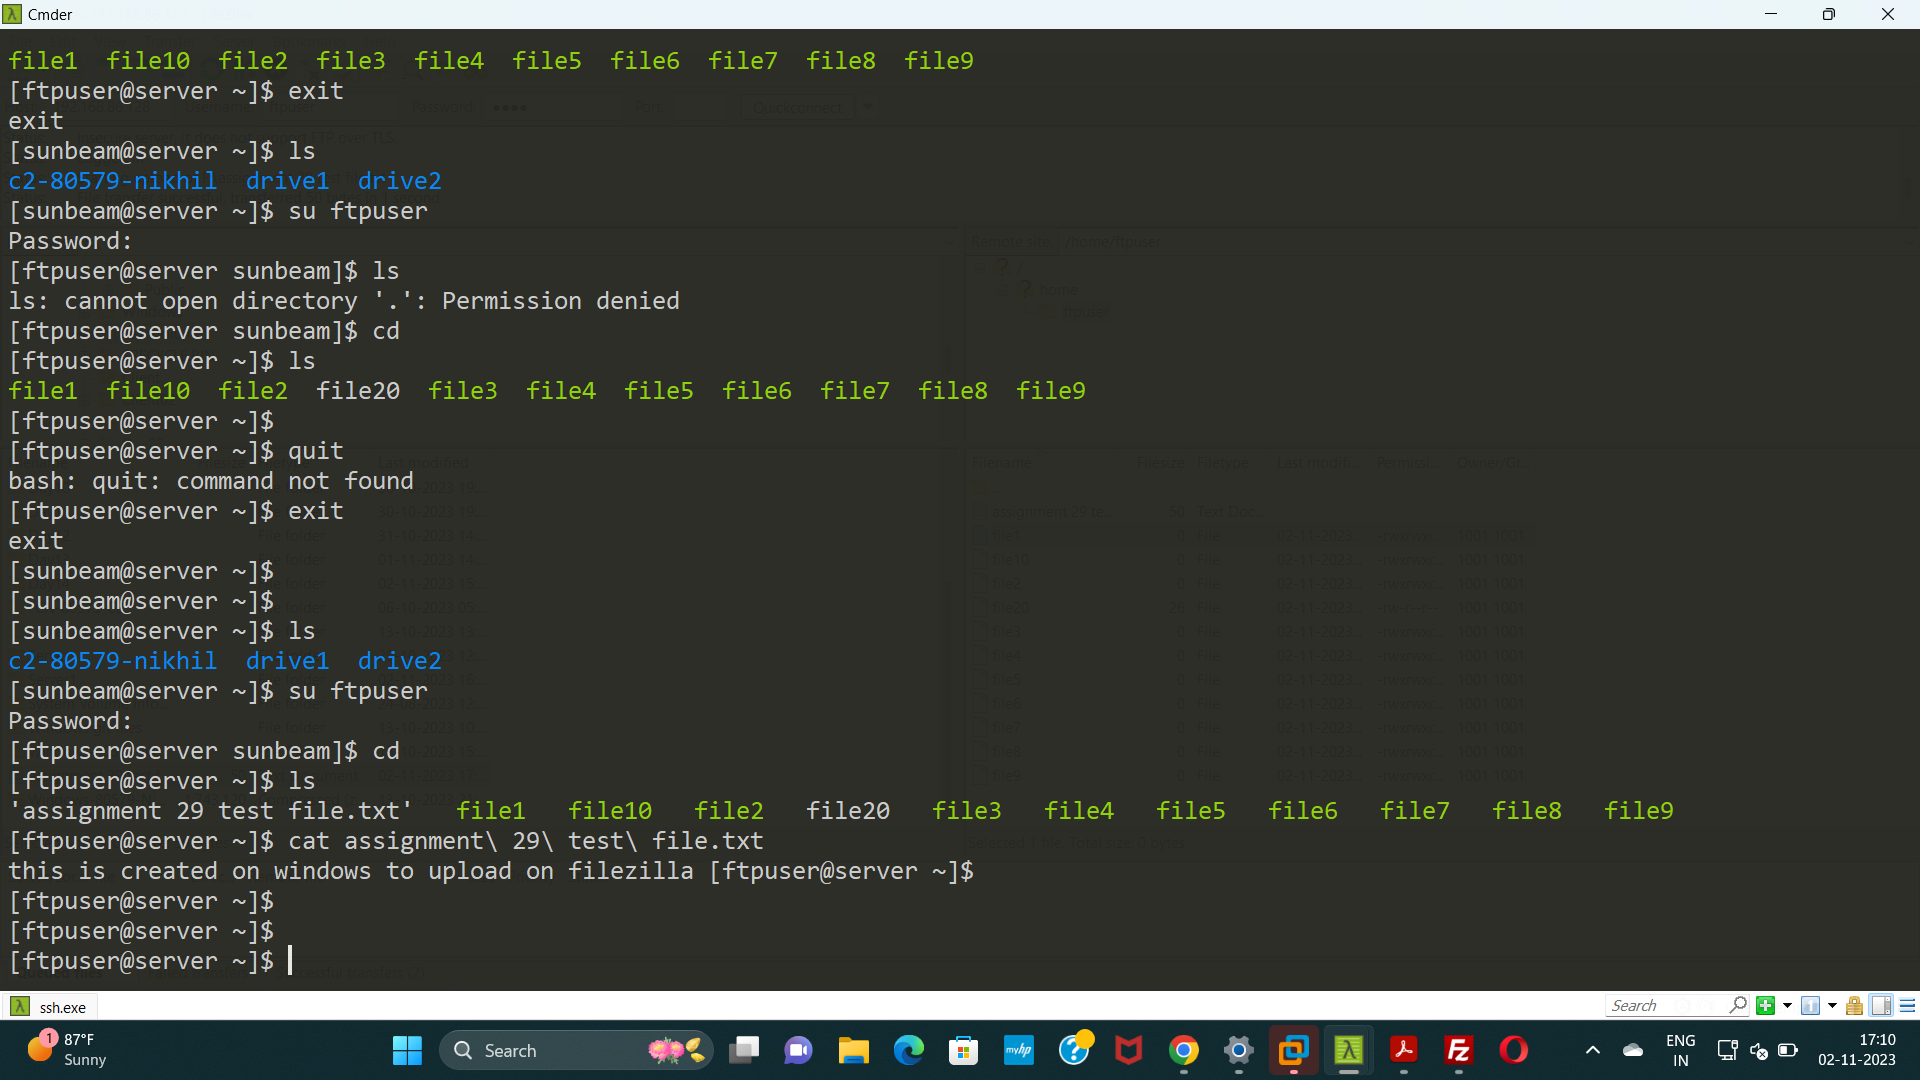 Cmder
file1 file10 file2 file3 file4 file5 file6 file7 file8 file9
[ftpuser@server ~]$ exit
exit
[sunbeam@server ~]$ ls
c2-80579-nikhil drive1 drive2
[sunbeam@server ~]$ su ftpuser
Password:
[ftpuser@server sunbeam]$ ls
ls: cannot open directory '.': Permission denied
[ftpuser@server sunbeam]$ cd
[ftpuser@server ~]$ ls
file1 file10 file2 file20 file3 file4 file5 file6 file7 file8 file9
[ftpuser@server ~]$
[ftpuser@server ~]$ quit
bash: quit: command not found
[ftpuser@server ~]$ exit
exit
[sunbeam@server ~]$
[sunbeam@server ~]$
[sunbeam@server ~]$ ls
c2-80579-nikhil drive1 drive2
[sunbeam@server ~]$ su ftpuser
Password:
[ftpuser@server sunbeam]$ cd
[ftpuser@server ~]$ ls
'assignment 29 test file.txt' file1 file10 file2 file20 file3 file4 file5 file6 file7 file8 file9
[ftpuser@server ~]$ cat assignment\ 29\ test\ file.txt
this is created on windows to upload on filezilla [ftpuser@server ~]$
[ftpuser@server ~]$
[ftpuser@server ~]$
[ftpuser@server ~]$
ssh.exe
Search
1
87°F
Sunny
Search
myhp
ENG
IN
17:10
02-11-2023